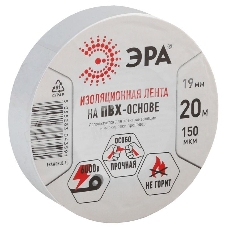 ЭРА
ИЗОЛЯЦИОННАЯ ЛЕНТА
НА ПВХ-ОСНОВЕ
19мм
20м
150
МКМ
ОСОБО
ПРОЧНАЯ
НЕ ГОРИТ